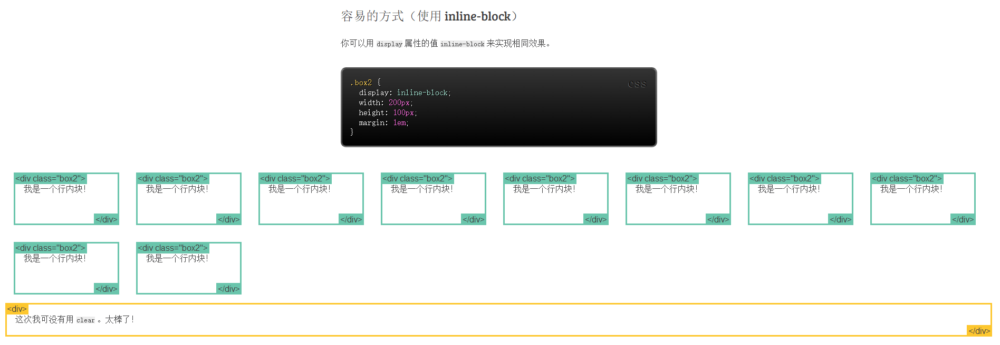 容易的方式（使用 inline-block）
你可以用 display 属性的值 inline-block 来实现相同效果。
css
.box2 {
  display: inline-block;
  width: 200px;
  height: 100px;
  margin: 1em;
}
<div class="box2"> <div class="box2"> <div class="box2"> <div class="box2"> <div class="box2"> <div class="box2"> <div class="box2"> <div class="box2">
我是一个行内块！ 我是一个行内块！ 我是一个行内块！ 我是一个行内块！ 我是一个行内块！ 我是一个行内块！ 我是一个行内块！ 我是一个行内块！
</div> </div> </div> </div> </div> </div> </div> </div>
<div class="box2"> <div class="box2">
我是一个行内块！ 我是一个行内块！
</div> </div>
<div>
这次我可没有用 clear 。太棒了！
</div>